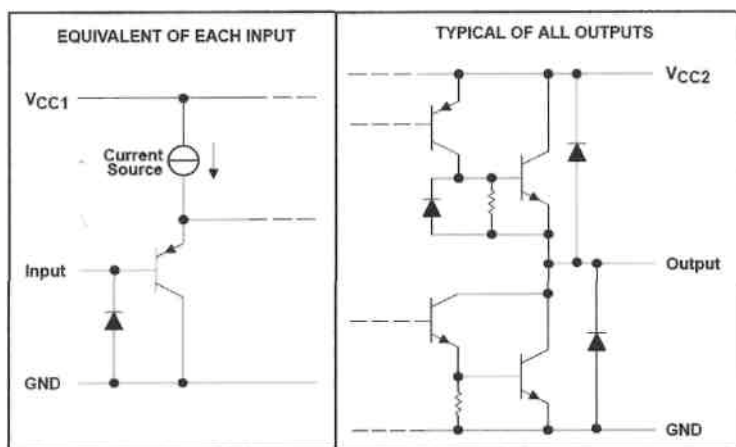 EQUIVALENT OF EACH INPUT
VCC1
Current
Source
Input
GND
TYPICAL OF ALL OUTPUTS
VCC2
Output
GND